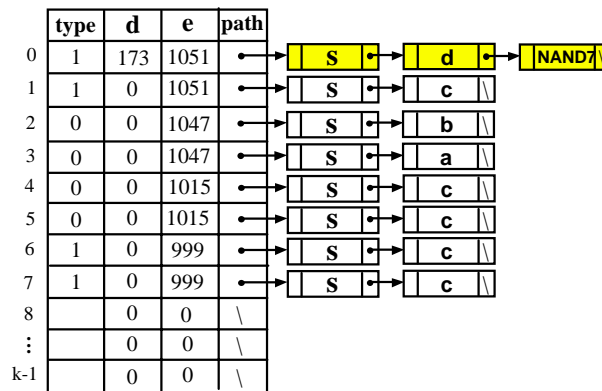 type d e path
0 1 173 1051 s d NAND7 \
1 1 0 1051 s c \
2 0 0 1047 s b \
3 0 0 1047 s a \
4 0 0 1015 s c \
5 0 0 1015 s c \
6 1 0 999 s c \
7 1 0 999 s c \
8 0 0 \
⋮ 0 0 \
k-1 0 0 \